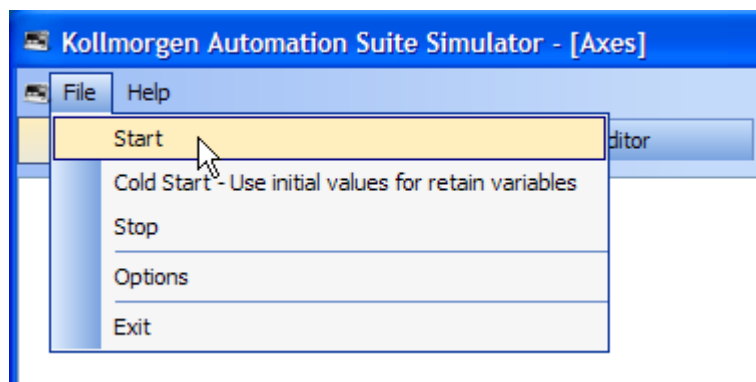 Kollmorgen Automation Suite Simulator - [Axes]
File Help
Start
Cold Start - Use initial values for retain variables
Stop
Options
Exit